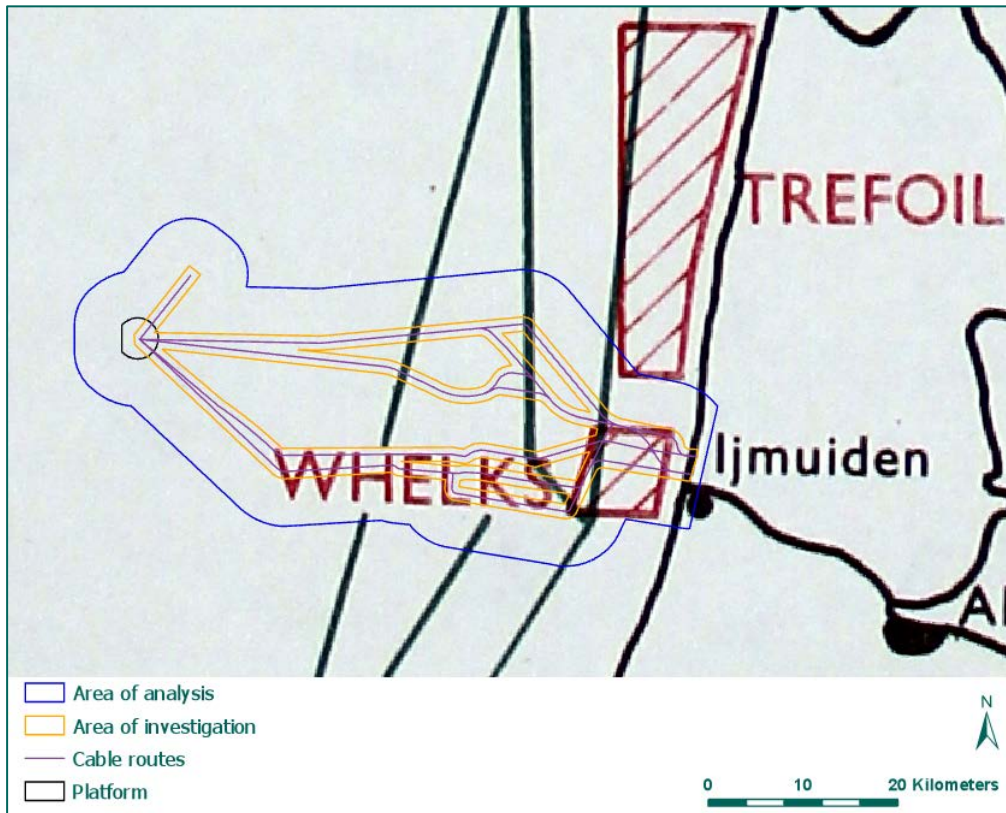 TREFOIL
Ijmuiden
WHELKS
Area of analysis
Area of investigation
Cable routes
Platform
N
0 10 20 Kilometers